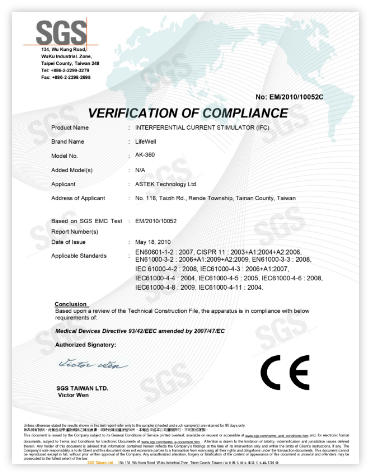 SGS
134, Wu Kung Road,
WuKu Industrial Zone,
Taipei County, Taiwan 248
Tel: +886-2-2299-3279
Fax: +886-2-2298-2698
No: EM/2010/10052C
VERIFICATION OF COMPLIANCE
Product Name : INTERFERENTIAL CURRENT STIMULATOR (IFC)
Brand Name : LifeWell
Model No. : AK-360
Added Model(s) : N/A
Applicant : ASTEK Technology Ltd
Address of Applicant : No. 118, Taizih Rd., Rende Township, Tainan County, Taiwan
Based on SGS EMC Test : EM/2010/10052
Report Number(s)
Date of Issue : May 18, 2010
Applicable Standards : EN60601-1-2 : 2007, CISPR 11 : 2003+A1:2004+A2:2006,
EN61000-3-2 : 2006+A1:2009+A2:2009, EN61000-3-3 : 2008,
IEC 61000-4-2 : 2008, IEC61000-4-3 : 2006+A1:2007,
IEC61000-4-4 : 2004, IEC61000-4-5 : 2005, IEC61000-4-6 : 2008,
IEC61000-4-8 : 2009, IEC61000-4-11 : 2004.
Conclusion
Based upon a review of the Technical Construction File, the apparatus is in compliance with below
requirements of:
Medical Devices Directive 93/42/EEC amended by 2007/47/EC
Authorized Signatory:
Victor Wen
CE
SGS TAIWAN LTD.
Victor Wen